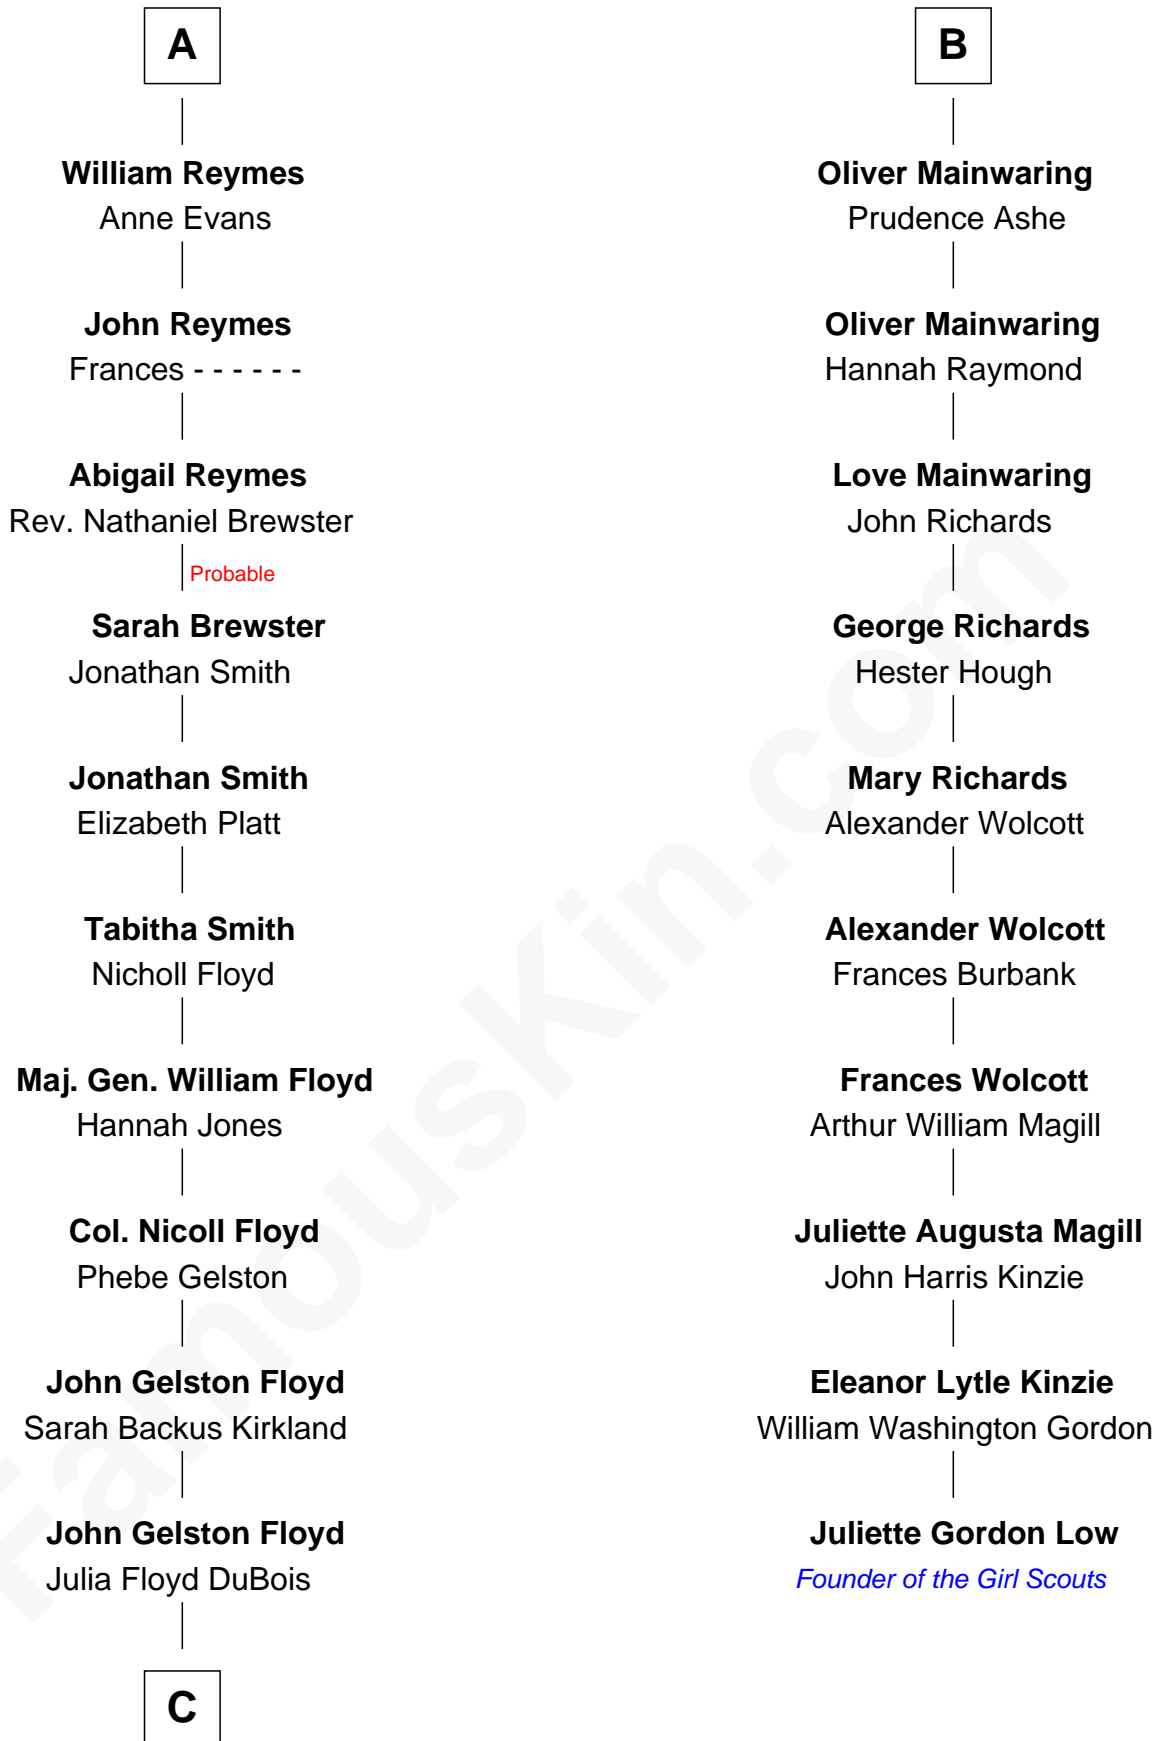 A
William Reymes
Anne Evans
John Reymes
Frances - - - - - -
Abigail Reymes
Rev. Nathaniel Brewster
Probable
Sarah Brewster
Jonathan Smith
Jonathan Smith
Elizabeth Platt
Tabitha Smith
Nicholl Floyd
Maj. Gen. William Floyd
Hannah Jones
Col. Nicoll Floyd
Phebe Gelston
John Gelston Floyd
Sarah Backus Kirkland
John Gelston Floyd
Julia Floyd DuBois
C
B
Oliver Mainwaring
Prudence Ashe
Oliver Mainwaring
Hannah Raymond
Love Mainwaring
John Richards
George Richards
Hester Hough
Mary Richards
Alexander Wolcott
Alexander Wolcott
Frances Burbank
Frances Wolcott
Arthur William Magill
Juliette Augusta Magill
John Harris Kinzie
Eleanor Lytle Kinzie
William Washington Gordon
Juliette Gordon Low
Founder of the Girl Scouts
FamousKin.com